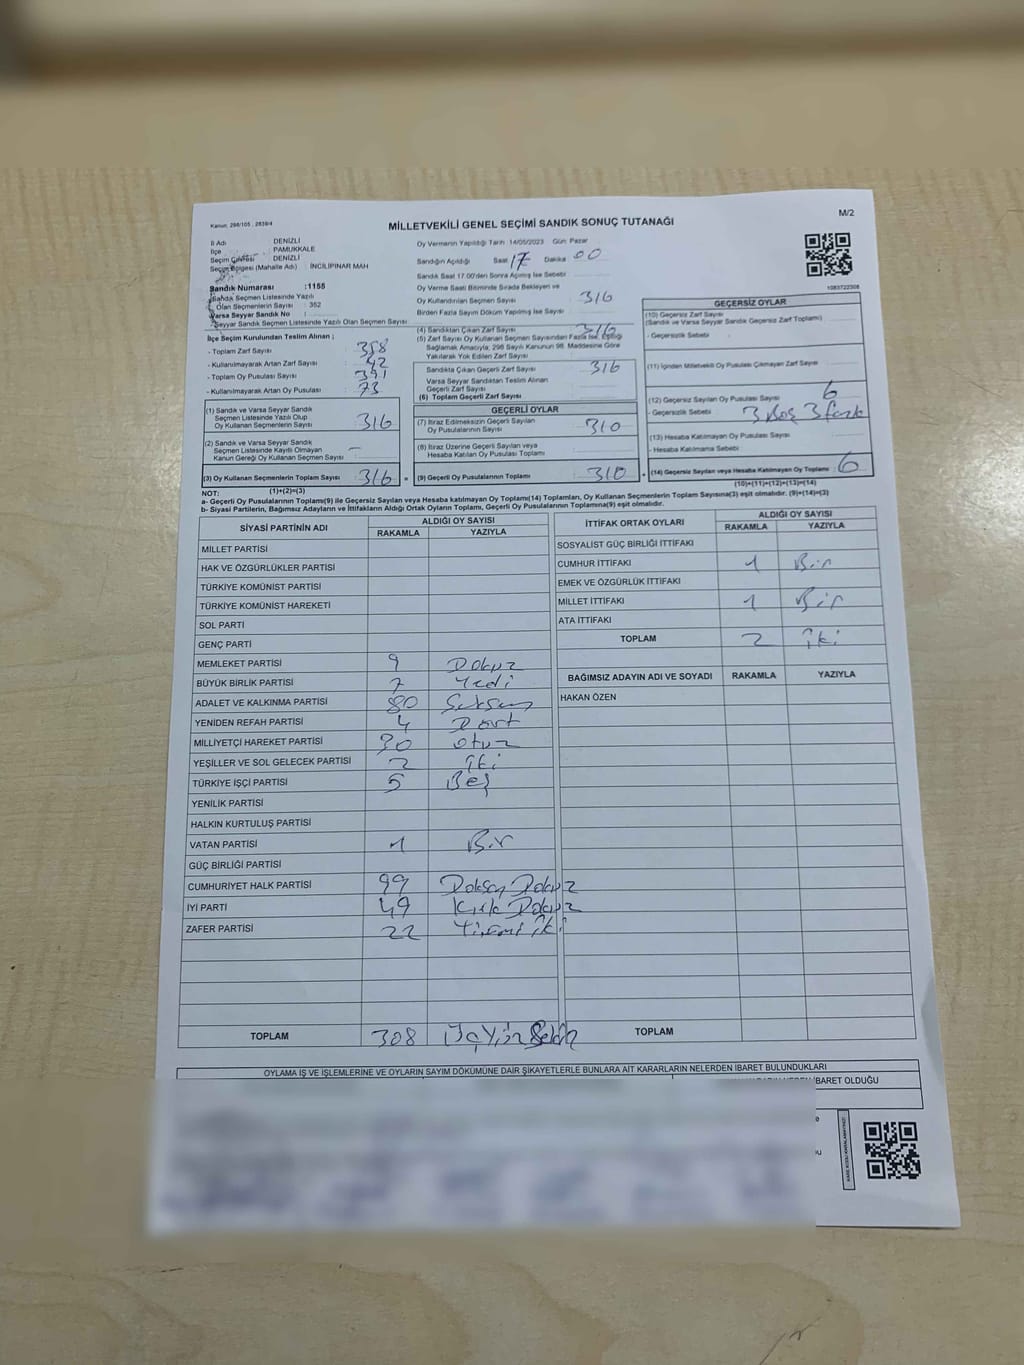 Kanun: 298/105 ; 2839/4
M/2
MİLLETVEKİLİ GENEL SEÇİMİ SANDIK SONUÇ TUTANAĞI
İl Adı DENİZLİ
İlçe PAMUKKALE
Seçim Çevresi DENİZLİ
Seçim Bölgesi (Mahalle Adı) : İNCİLİPINAR MAH
Sandık Numarası :1155
Sandık Seçmen Listesinde Yazılı
Olan Seçmenlerin Sayısı : 352
Varsa Seyyar Sandık No
Seyyar Sandık Seçmen Listesinde Yazılı Olan Seçmen Sayısı
İlçe Seçim Kurulundan Teslim Alınan ;
- Toplam Zarf Sayısı : 358
- Kullanılmayarak Artan Zarf Sayısı : 42
- Toplam Oy Pusulası Sayısı : 391
- Kullanılmayarak Artan Oy Pusulası : 73
(1) Sandık ve Varsa Seyyar Sandık
Seçmen Listesinde Yazılı Olup
Oy Kullanan Seçmenlerin Sayısı 316
(2) Sandık ve Varsa Seyyar Sandık
Seçmen Listesinde Kayıtlı Olmayan
Kanun Gereği Oy Kullanan Seçmen Sayısı —
(3) Oy Kullanan Seçmenlerin Toplam Sayısı 316 =
(1)+(2)=(3)
Oy Vermenin Yapıldığı Tarih 14/05/2023 Gün Pazar
Sandığın Açıldığı Saat 17 Dakika 00
Sandık Saat 17.00'den Sonra Açılmış İse Sebebi
Oy Verme Saati Bitiminde Sırada Bekleyen ve
Oy Kullandırılan Seçmen Sayısı : 316
Birden Fazla Sayım Döküm Yapılmış İse Sayısı
(4) Sandıktan Çıkan Zarf Sayısı 316
(5) Zarf Sayısı Oy Kullanan Seçmen Sayısından Fazla İse, Eşitliği
Sağlamak Amacıyla; 298 Sayılı Kanunun 98. Maddesine Göre
Yakılarak Yok Edilen Zarf Sayısı
Sandıkta Çıkan Geçerli Zarf Sayısı 316
Varsa Seyyar Sandıktan Teslim Alınan
Geçerli Zarf Sayısı
(6) Toplam Geçerli Zarf Sayısı
GEÇERLİ OYLAR
(7) İtiraz Edilmeksizin Geçerli Sayılan
Oy Pusulalarının Sayısı : 310
(8) İtiraz Üzerine Geçerli Sayılan veya
Hesaba Katılan Oy Pusulası Toplamı
(9) Geçerli Oy Pusulalarının Toplamı 310 +
1083722308
GEÇERSİZ OYLAR
(10) Geçersiz Zarf Sayısı
(Sandık ve Varsa Seyyar Sandık Geçersiz Zarf Toplamı)
- Geçersizlik Sebebi
(11) İçinden Milletvekili Oy Pusulası Çıkmayan Zarf Sayısı
(12) Geçersiz Sayılan Oy Pusulası Sayısı 6
- Geçersizlik Sebebi 3 Boş 3 fazla
(13) Hesaba Katılmayan Oy Pusulası Sayısı
- Hesaba Katılmama Sebebi
(14) Geçersiz Sayılan veya Hesaba Katılmayan Oy Toplamı 6
(10)+(11)+(12)+(13)=(14)
NOT:
a- Geçerli Oy Pusulalarının Toplamı(9) ile Geçersiz Sayılan veya Hesaba katılmayan Oy Toplamı(14) Toplamları, Oy Kullanan Seçmenlerin Toplam Sayısına(3) eşit olmalıdır. (9)+(14)=(3)
b- Siyasi Partilerin, Bağımsız Adayların ve İttifakların Aldığı Ortak Oyların Toplamı, Geçerli Oy Pusulalarının Toplamına(9) eşit olmalıdır.
SİYASİ PARTİNİN ADI ALDIĞI OY SAYISI
RAKAMLA YAZIYLA
MİLLET PARTİSİ
HAK VE ÖZGÜRLÜKLER PARTİSİ
TÜRKİYE KOMÜNİST PARTİSİ
TÜRKİYE KOMÜNİST HAREKETİ
SOL PARTİ
GENÇ PARTİ
MEMLEKET PARTİSİ 9 Dokuz
BÜYÜK BİRLİK PARTİSİ 7 Yedi
ADALET VE KALKINMA PARTİSİ 80 Seksen
YENİDEN REFAH PARTİSİ 4 Dört
MİLLİYETÇİ HAREKET PARTİSİ 30 otuz
YEŞİLLER VE SOL GELECEK PARTİSİ 2 iki
TÜRKİYE İŞÇİ PARTİSİ 5 Beş
YENİLİK PARTİSİ
HALKIN KURTULUŞ PARTİSİ
VATAN PARTİSİ 1 Bir
GÜÇ BİRLİĞİ PARTİSİ
CUMHURİYET HALK PARTİSİ 99 Doksan Dokuz
İYİ PARTİ 49 Kırk Dokuz
ZAFER PARTİSİ 22 Yirmi iki
TOPLAM 308 Üç Yüz Sekiz
İTTİFAK ORTAK OYLARI ALDIĞI OY SAYISI
RAKAMLA YAZIYLA
SOSYALİST GÜÇ BİRLİĞİ İTTİFAKI
CUMHUR İTTİFAKI 1 Bir
EMEK VE ÖZGÜRLÜK İTTİFAKI
MİLLET İTTİFAKI 1 Bir
ATA İTTİFAKI
TOPLAM 2 iki
BAĞIMSIZ ADAYIN ADI VE SOYADI RAKAMLA YAZIYLA
HAKAN ÖZEN
TOPLAM
OYLAMA İŞ VE İŞLEMLERİNE VE OYLARIN SAYIM DÖKÜMÜNE DAİR ŞİKAYETLERLE BUNLARA AİT KARARLARIN NELERDEN İBARET BULUNDUKLARI
İBARET OLDUĞU